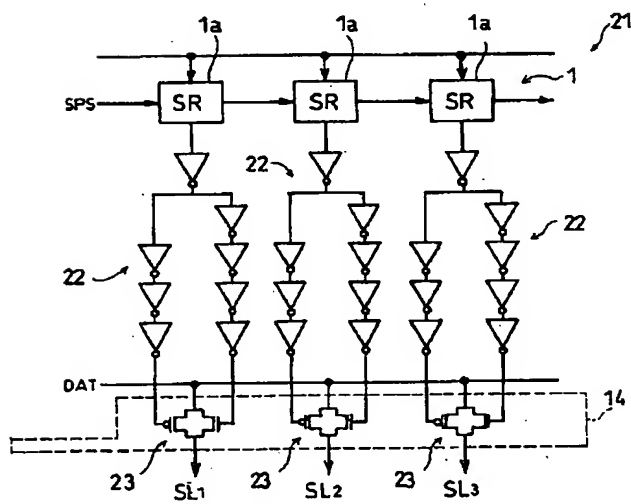 1a 1a 1a 21
1
SPS SR SR SR
22
22 22
DAT
14
23 23 23
SL1 SL2 SL3